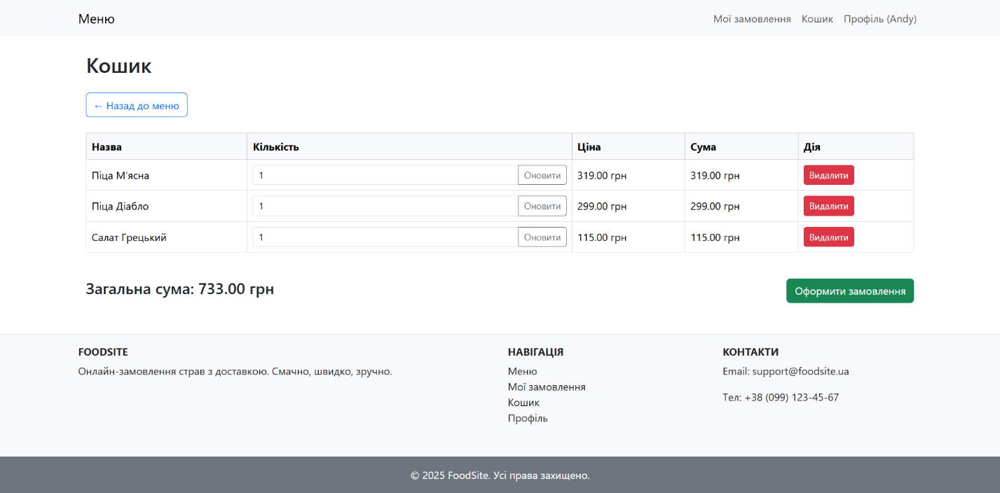 Меню Мої замовлення Кошик Профіль (Andy)
Кошик
← Назад до меню
Назва Кількість Ціна Сума Дія
Піца М'ясна 1 Оновити 319.00 грн 319.00 грн Видалити
Піца Діабло 1 Оновити 299.00 грн 299.00 грн Видалити
Салат Грецький 1 Оновити 115.00 грн 115.00 грн Видалити
Загальна сума: 733.00 грн Оформити замовлення
FOODSITE
Онлайн-замовлення страв з доставкою. Смачно, швидко, зручно.
НАВІГАЦІЯ
Меню
Мої замовлення
Кошик
Профіль
КОНТАКТИ
Email: support@foodsite.ua
Тел: +38 (099) 123-45-67
© 2025 FoodSite. Усі права захищено.